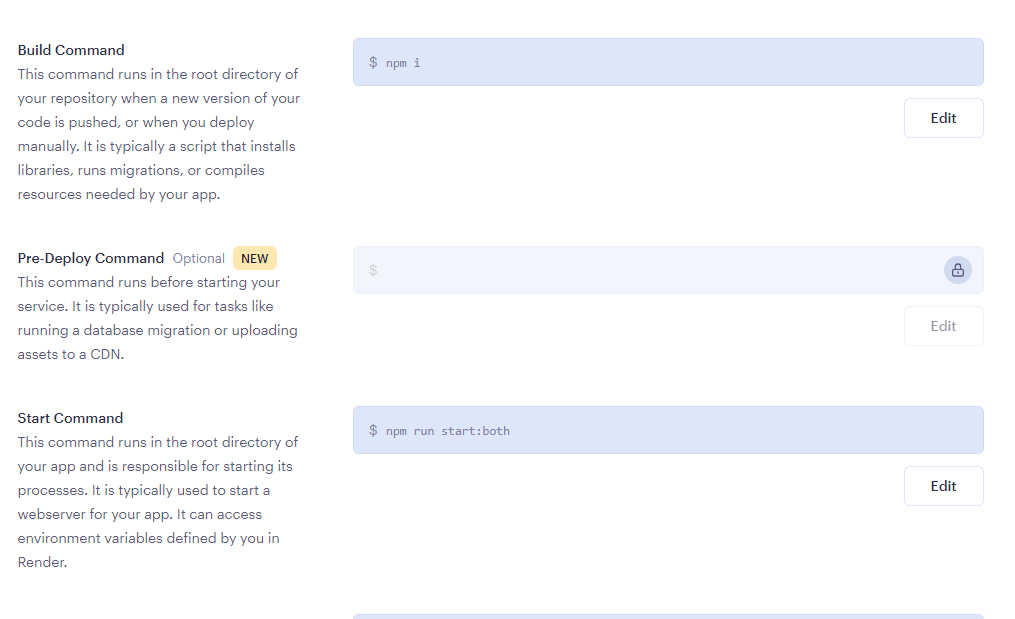 Build Command
This command runs in the root directory of
your repository when a new version of your
code is pushed, or when you deploy
manually. It is typically a script that installs
libraries, runs migrations, or compiles
resources needed by your app.
$ npm i
Edit
Pre-Deploy Command Optional NEW
This command runs before starting your
service. It is typically used for tasks like
running a database migration or uploading
assets to a CDN.
$
Edit
Start Command
This command runs in the root directory of
your app and is responsible for starting its
processes. It is typically used to start a
webserver for your app. It can access
environment variables defined by you in
Render.
$ npm run start:both
Edit